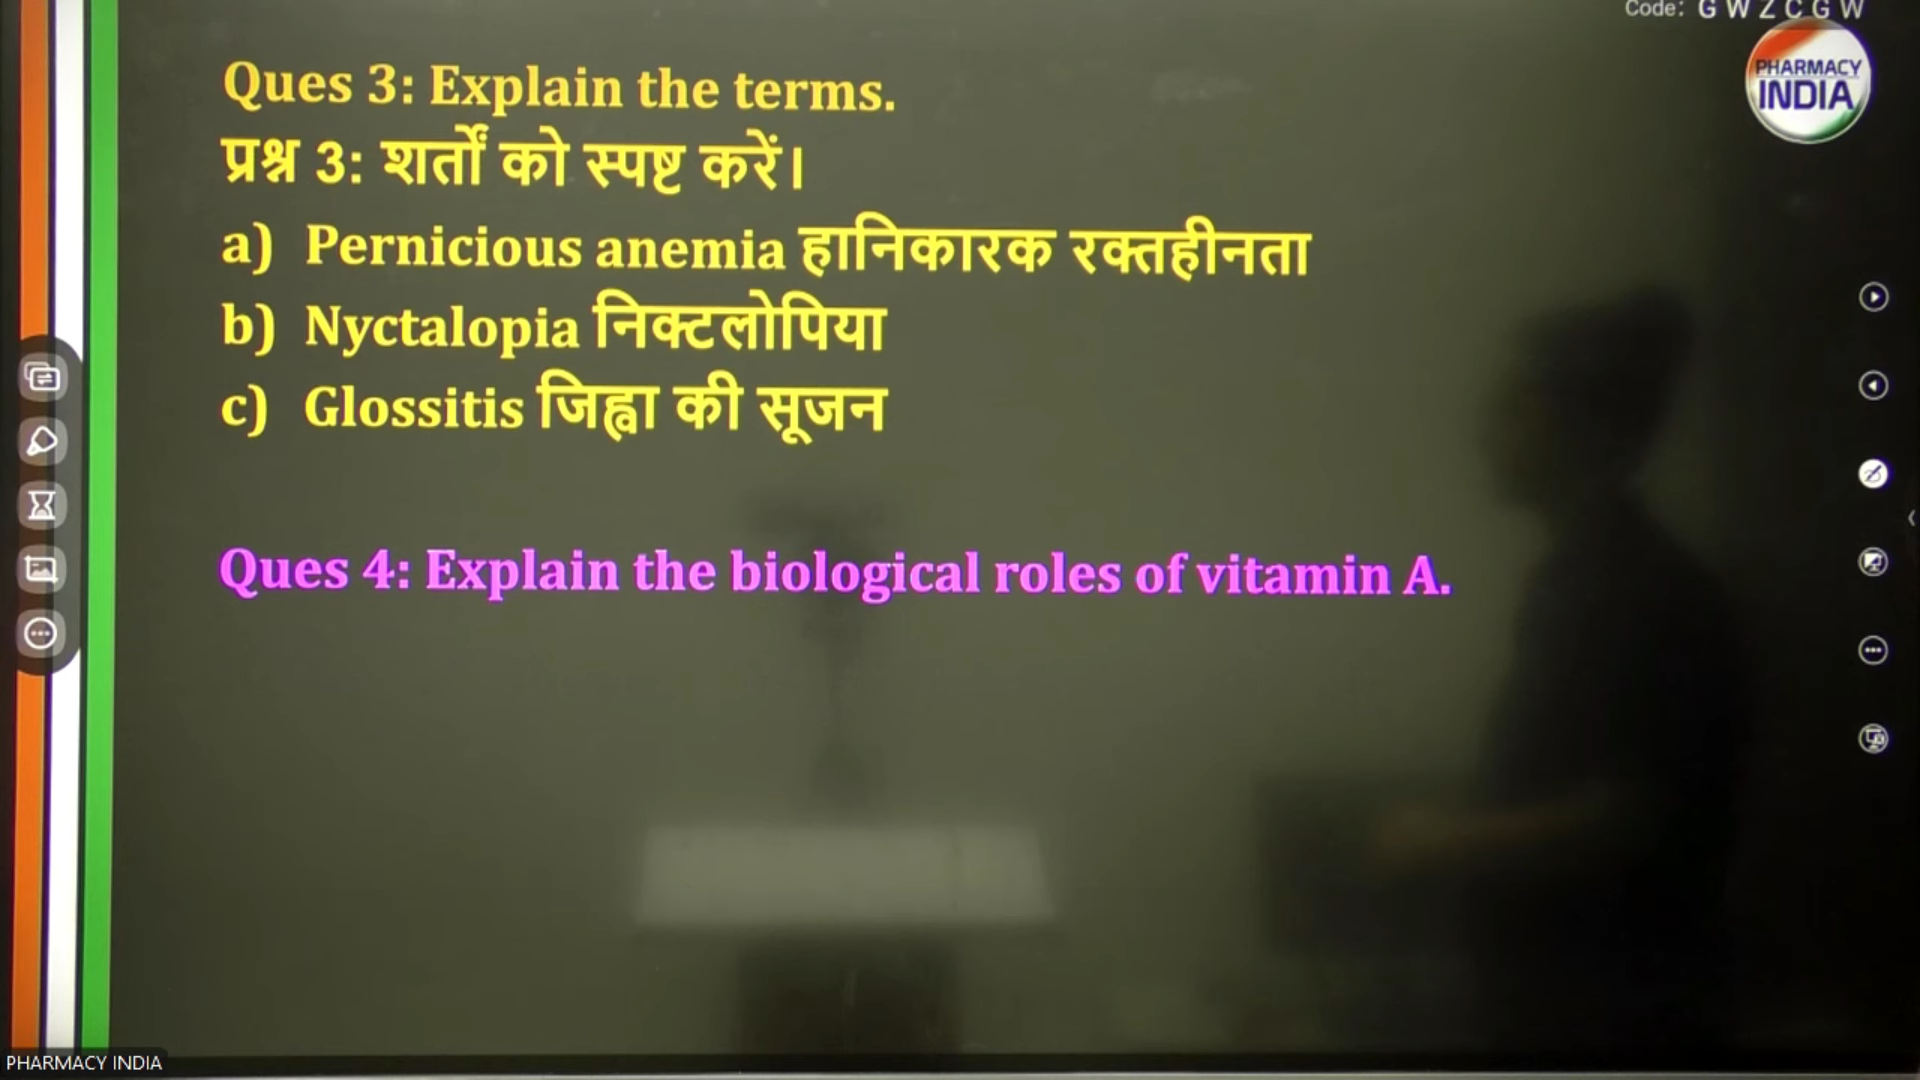 Code: G W Z C G W
PHARMACY
INDIA
Ques 3: Explain the terms.
प्रश्न 3: शर्तों को स्पष्ट करें।
a) Pernicious anemia हानिकारक रक्तहीनता
b) Nyctalopia निक्टलोपिया
c) Glossitis जिह्वा की सूजन
Ques 4: Explain the biological roles of vitamin A.
PHARMACY INDIA